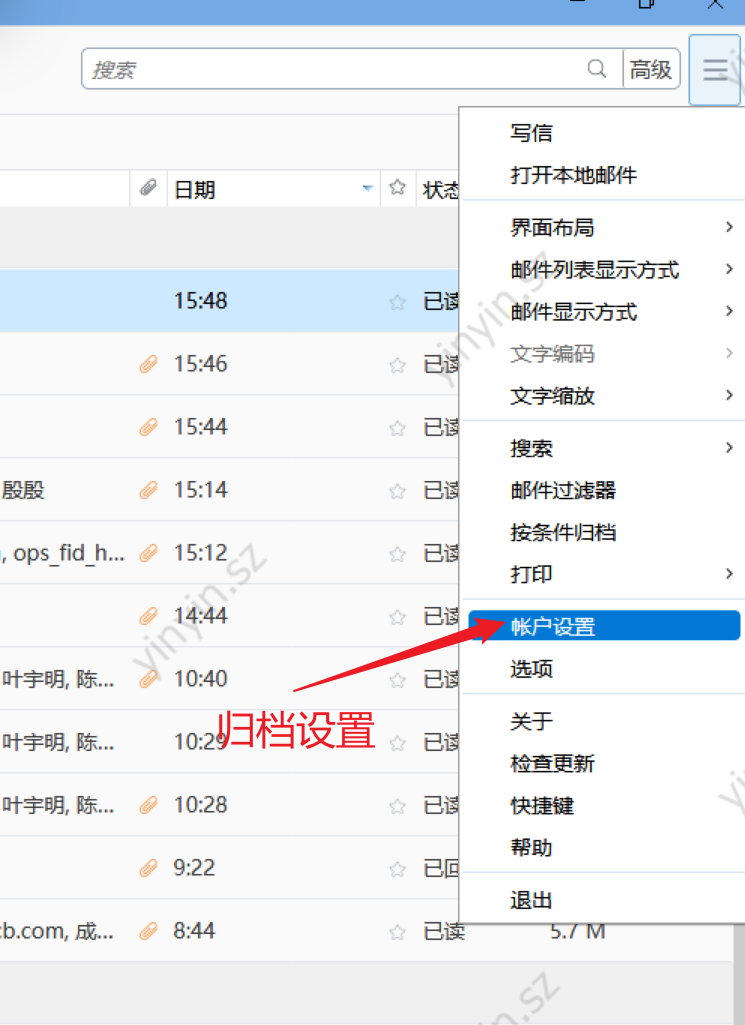 搜索
高级
写信
打开本地邮件
日期
状态
界面布局
邮件列表显示方式
15:48
已读
邮件显示方式
yinyin.sz
文字编码
15:46
已读
文字缩放
15:44
已读
搜索
殷殷
15:14
已读
邮件过滤器
按条件归档
, ops_fid_h...
15:12
已读
打印
yinyin.sz
14:44
已读
帐户设置
选项
叶宇明, 陈...
10:40
已读
归档设置
关于
叶宇明, 陈...
10:29
已读
检查更新
叶宇明, 陈...
10:28
已读
快捷键
帮助
9:22
已回
退出
cb.com, 成...
8:44
已读
5.7 M